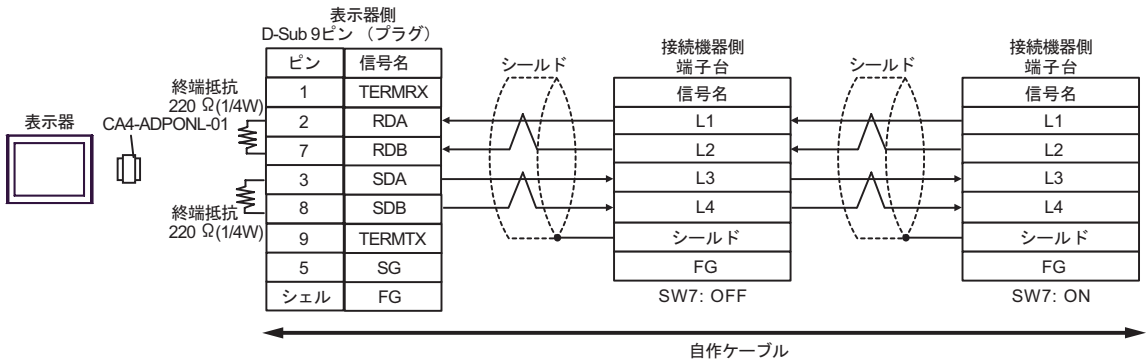 表示器側
D-Sub 9ピン (プラグ)
ピン 信号名
1 TERMRX
2 RDA
7 RDB
3 SDA
8 SDB
9 TERMTX
5 SG
シェル FG
終端抵抗
220 Ω(1/4W)
表示器
CA4-ADPONL-01
終端抵抗
220 Ω(1/4W)
シールド
接続機器側
端子台
信号名
L1
L2
L3
L4
シールド
FG
SW7: OFF
シールド
接続機器側
端子台
信号名
L1
L2
L3
L4
シールド
FG
SW7: ON
自作ケーブル